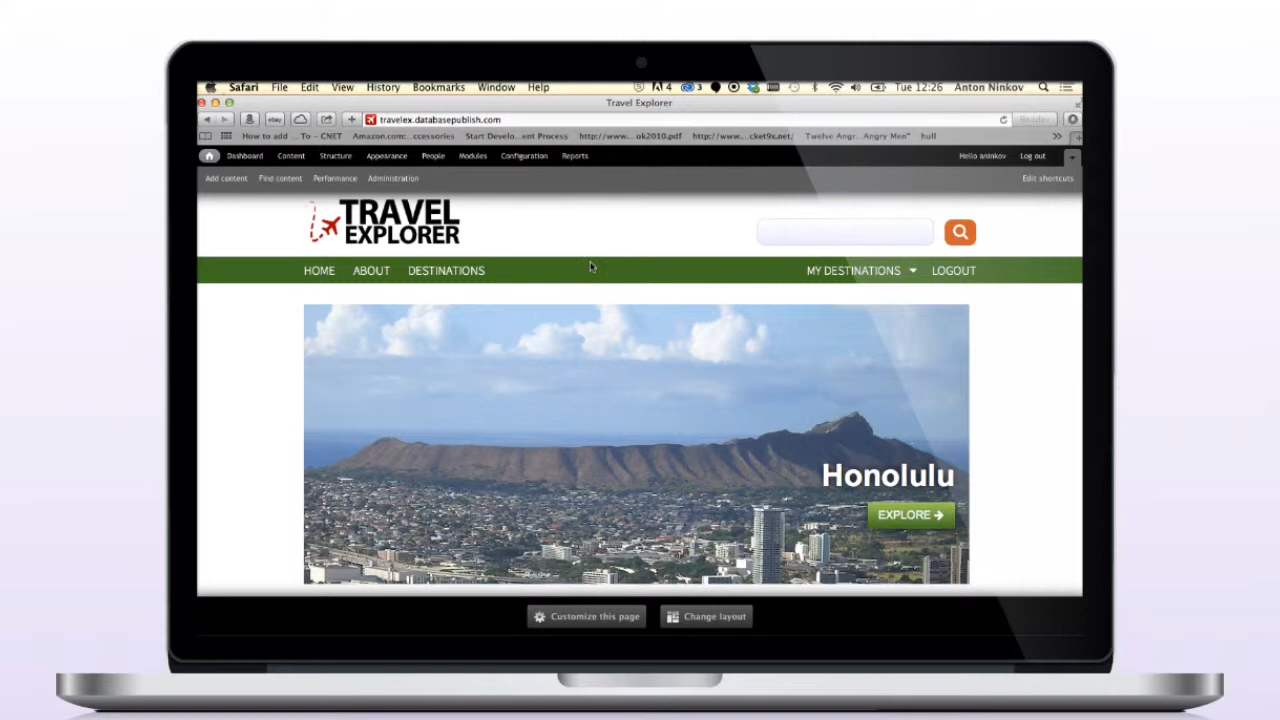 Safari File Edit View History Bookmarks Window Help 4 3 Tue 12:26 Anton Ninkov
Travel Explorer
ebay travelex.databasepublish.com Reader
How to add ... To – CNET Amazon.com: ...ccessories Start Develo...ent Process http://www....ok2010.pdf http://www....cket9x.net/ Twelve Angr... Angry Men" hull
Dashboard Content Structure Appearance People Modules Configuration Reports Hello aninkov Log out
Add content Find content Performance Administration Edit shortcuts
TRAVEL
EXPLORER
HOME ABOUT DESTINATIONS MY DESTINATIONS LOGOUT
Honolulu
EXPLORE
Customize this page Change layout